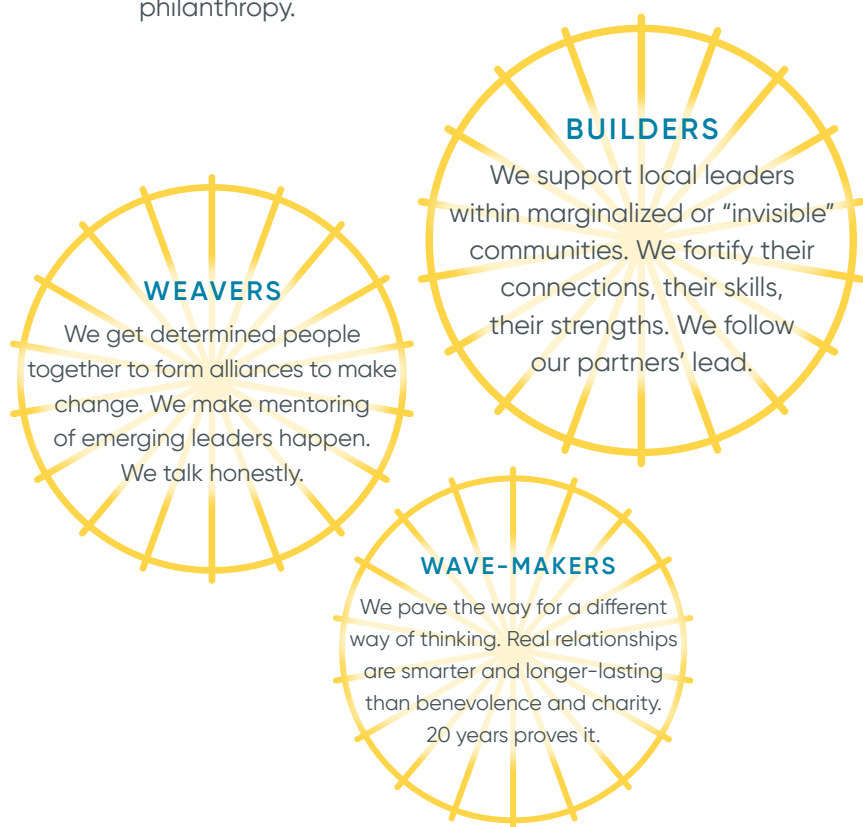 philanthropy.
BUILDERS
We support local leaders
within marginalized or “invisible”
communities. We fortify their
connections, their skills,
their strengths. We follow
our partners’ lead.
WEAVERS
We get determined people
together to form alliances to make
change. We make mentoring
of emerging leaders happen.
We talk honestly.
WAVE-MAKERS
We pave the way for a different
way of thinking. Real relationships
are smarter and longer-lasting
than benevolence and charity.
20 years proves it.